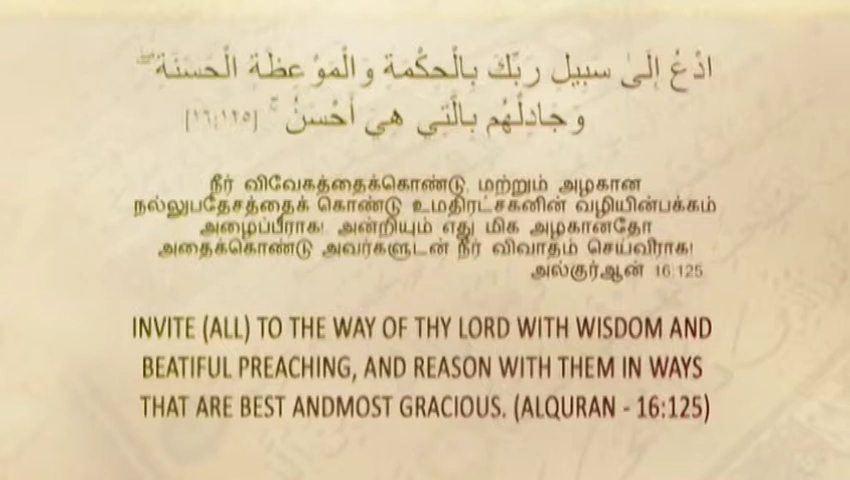 ادْعُ إِلَىٰ سَبِيلِ رَبِّكَ بِالْحِكْمَةِ وَالْمَوْعِظَةِ الْحَسَنَةِ ۖ
وَجَادِلْهُم بِالَّتِي هِيَ أَحْسَنُ ۚ [١٦:١٢٥]
நீர் விவேகத்தைக்கொண்டு, மற்றும் அழகான
நல்லுபதேசத்தைக் கொண்டு உமதிரட்சகனின் வழியின்பக்கம்
அழைப்பீராக! அன்றியும் எது மிக அழகானதோ
அதைக்கொண்டு அவர்களுடன் நீர் விவாதம் செய்வீராக!
அல்குர்ஆன் 16:125
INVITE (ALL) TO THE WAY OF THY LORD WITH WISDOM AND
BEATIFUL PREACHING, AND REASON WITH THEM IN WAYS
THAT ARE BEST ANDMOST GRACIOUS. (ALQURAN - 16:125)